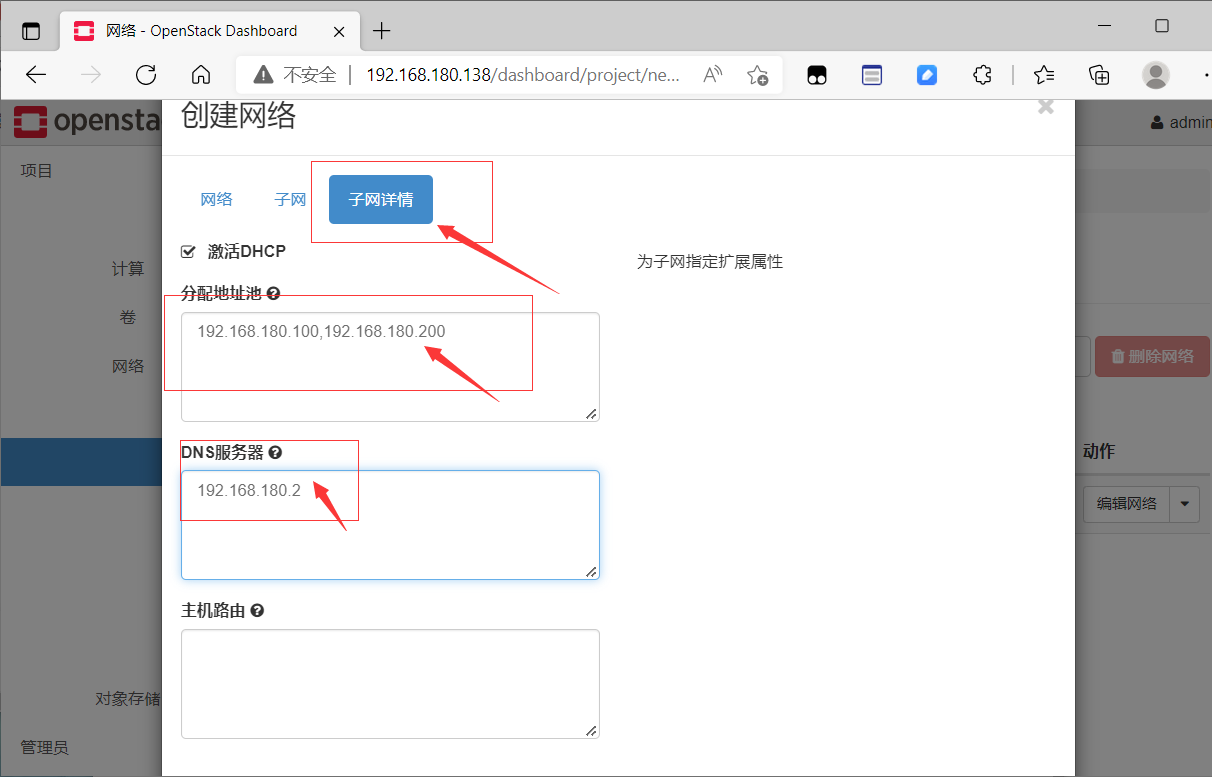 网络 - OpenStack Dashboard
不安全 192.168.180.138/dashboard/project/ne...
opensta
创建网络
admin
项目
网络 子网 子网详情
激活DHCP
为子网指定扩展属性
计算
分配地址池
192.168.180.100,192.168.180.200
卷
网络
删除网络
DNS服务器
动作
192.168.180.2
编辑网络
主机路由
对象存储
管理员